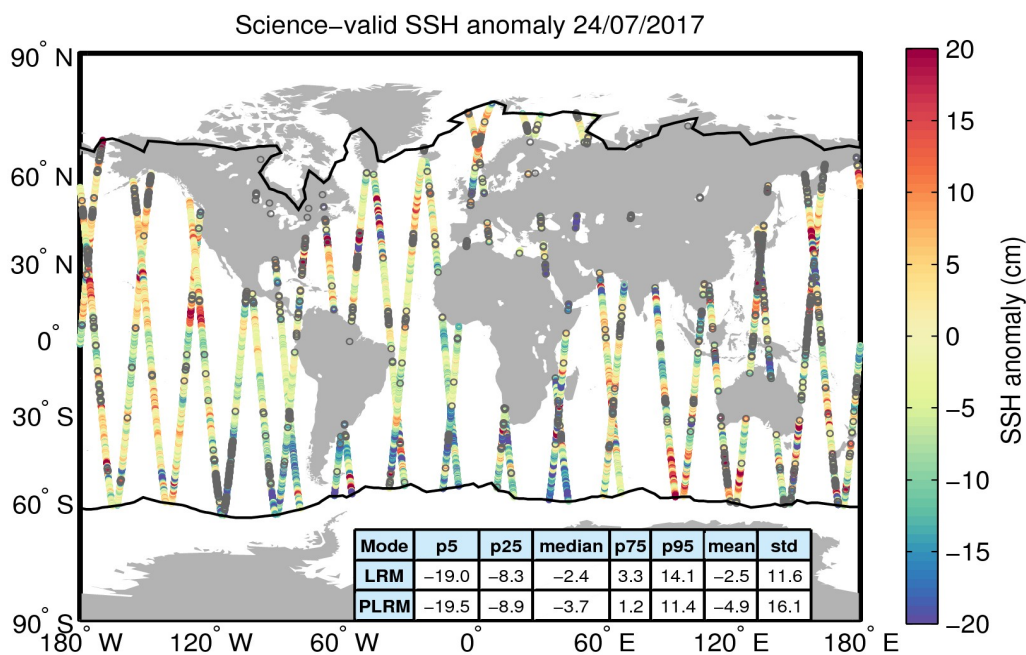 Science−valid SSH anomaly 24/07/2017
90° N
60° N
30° N
0°
30° S
60° S
90° S
180° W
120° W
60° W
0°
60° E
120° E
180° E
Mode p5 p25 median p75 p95 mean std
LRM −19.0 −8.3 −2.4 3.3 14.1 −2.5 11.6
PLRM −19.5 −8.9 −3.7 1.2 11.4 −4.9 16.1
20
15
10
5
0
−5
−10
−15
−20
SSH anomaly (cm)